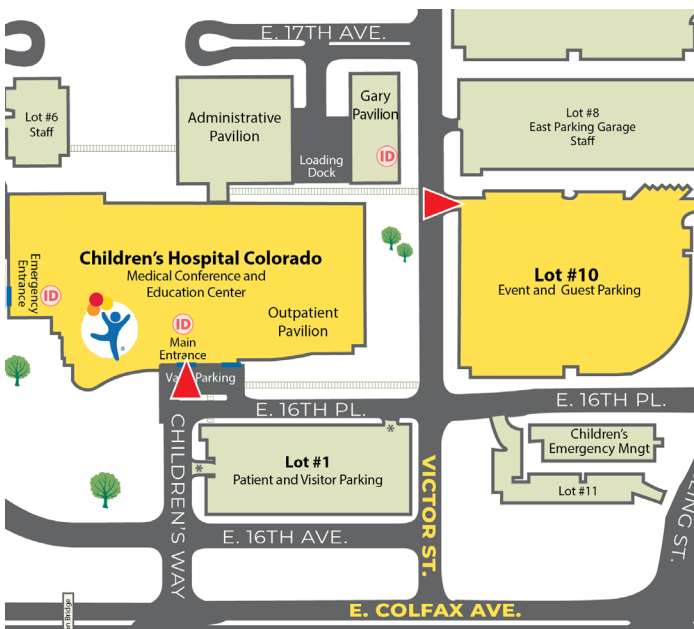 E. 17TH AVE.
Lot #6
Staff
Administrative
Pavilion
Gary
Pavilion
ID
Loading
Dock
Lot #8
East Parking Garage
Staff
Children's Hospital Colorado
Medical Conference and
Education Center
Emergency
Entrance
ID
ID
Main
Entrance
Outpatient
Pavilion
Lot #10
Event and Guest Parking
Parking
E. 16TH PL.
E. 16TH PL.
CHILDREN'S WAY
Lot #1
Patient and Visitor Parking
*
*
VICTOR ST.
Children's
Emergency Mngt
Lot #11
ST.
E. 16TH AVE.
E. COLFAX AVE.
Bridge